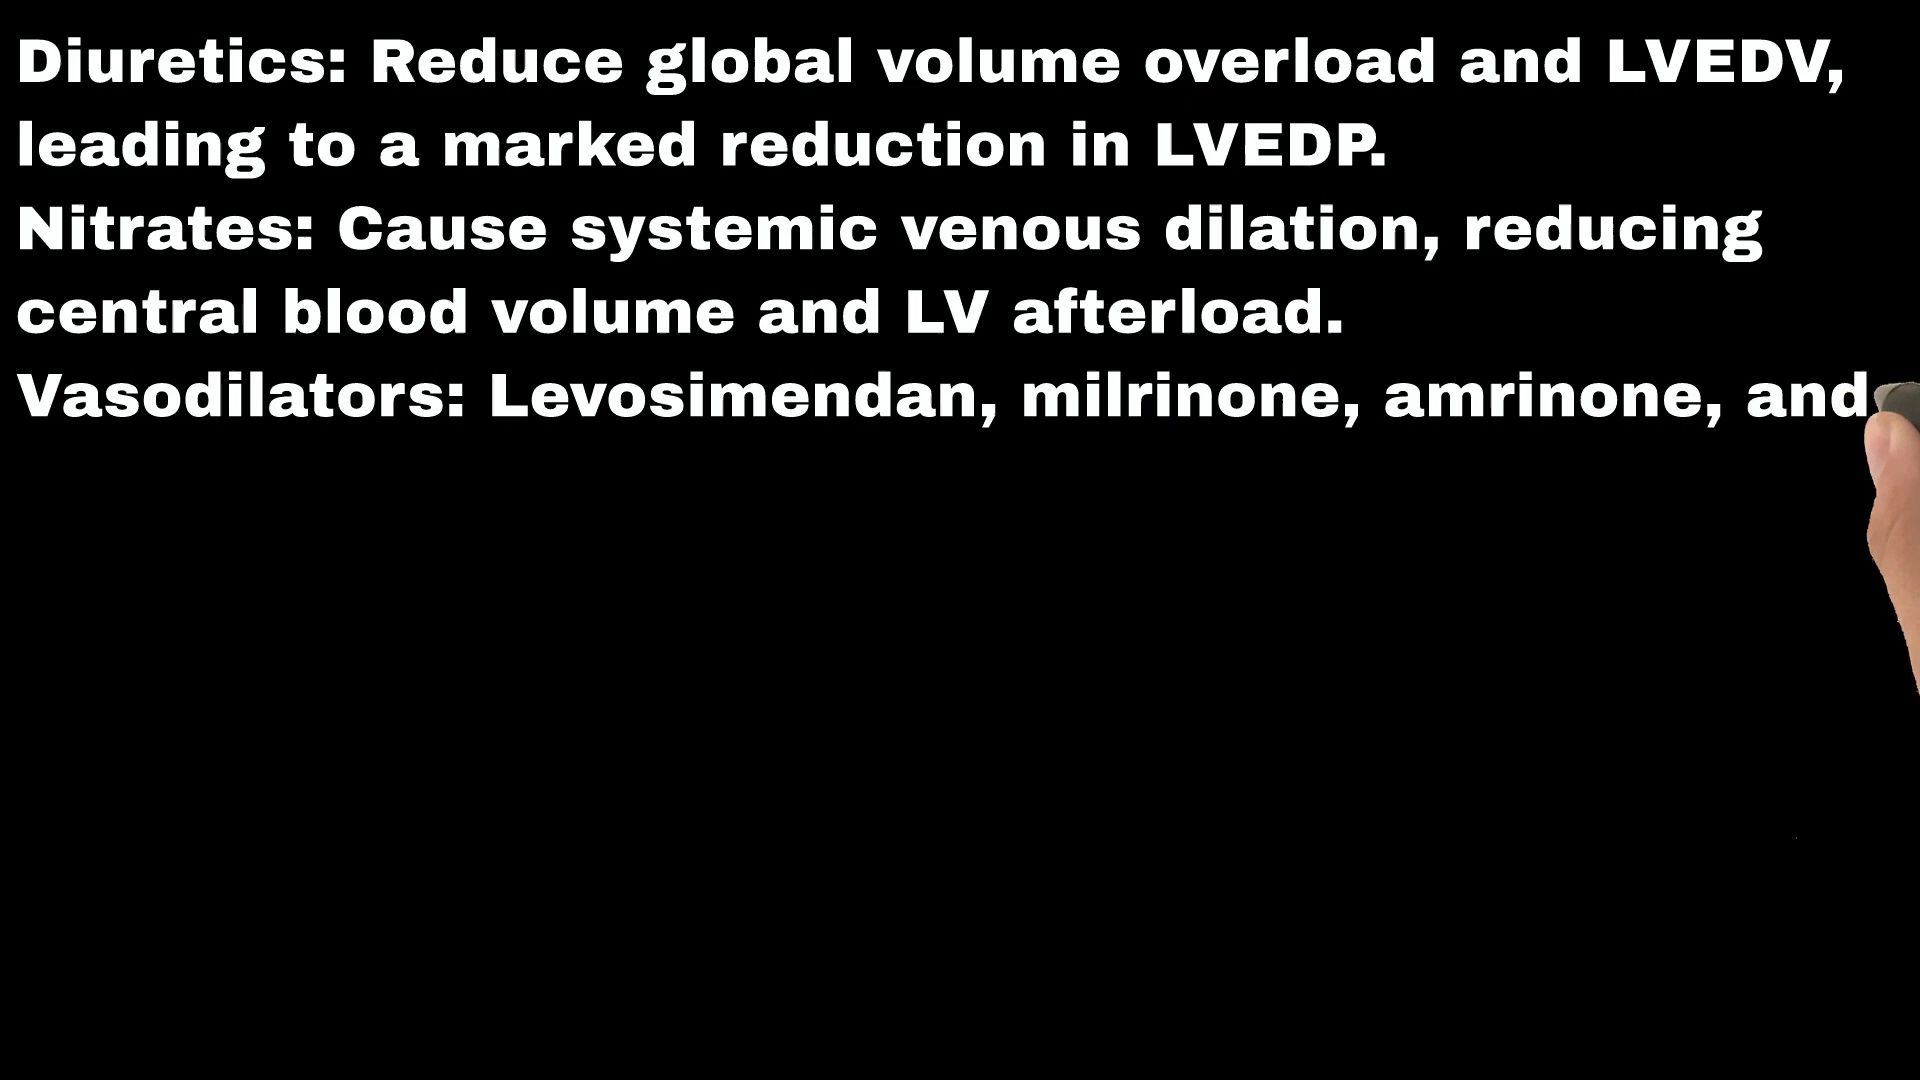 Diuretics: Reduce global volume overload and LVEDV,
leading to a marked reduction in LVEDP.
Nitrates: Cause systemic venous dilation, reducing
central blood volume and LV afterload.
Vasodilators: Levosimendan, milrinone, amrinone, and